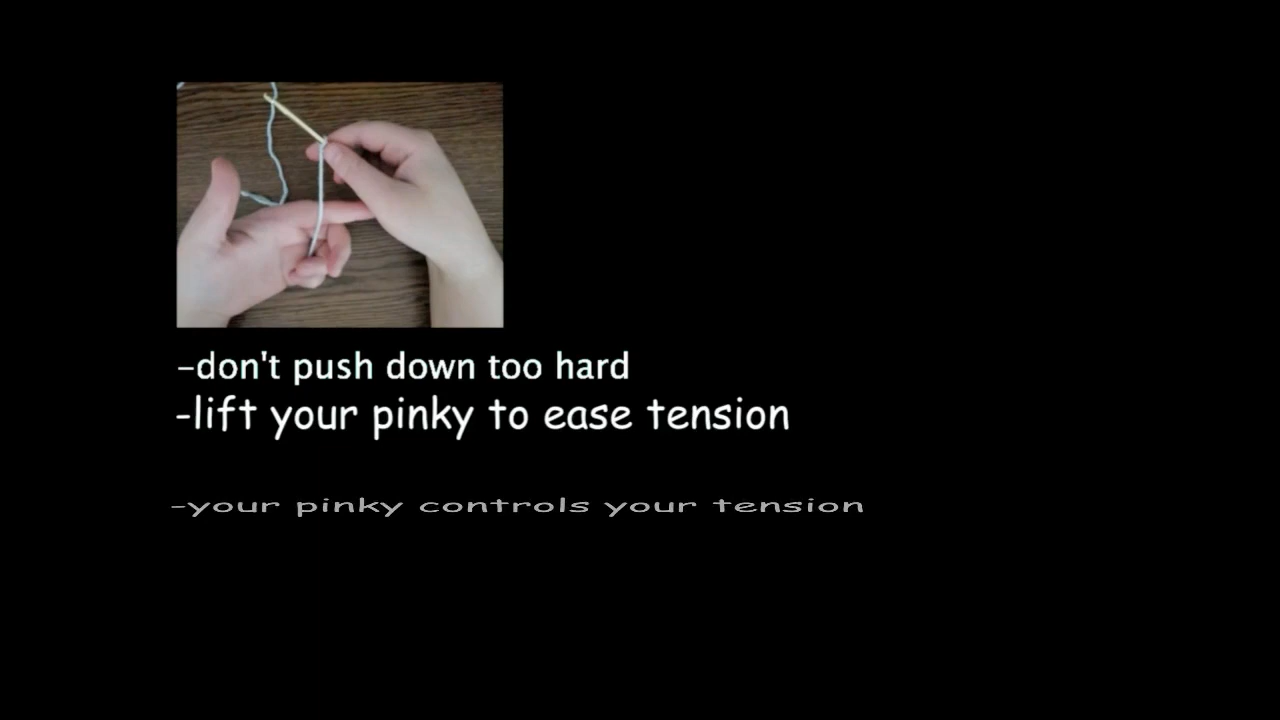 -don't push down too hard
-lift your pinky to ease tension
-your pinky controls your tension